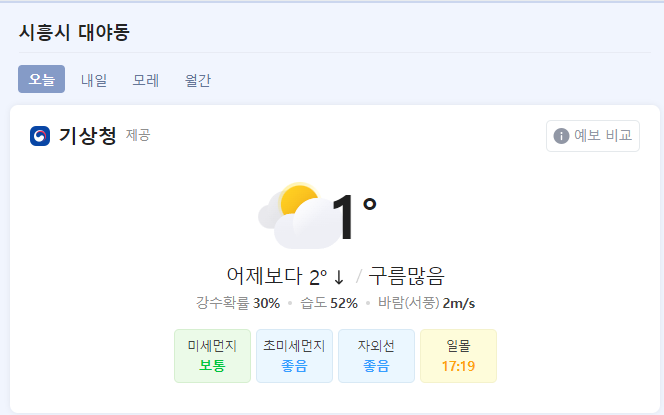 시흥시 대야동
오늘 내일 모레 월간
기상청 제공 예보 비교
1°
어제보다 2° ↓ / 구름많음
강수확률 30% • 습도 52% • 바람(서풍) 2m/s
미세먼지 초미세먼지 자외선 일몰
보통 좋음 좋음 17:19